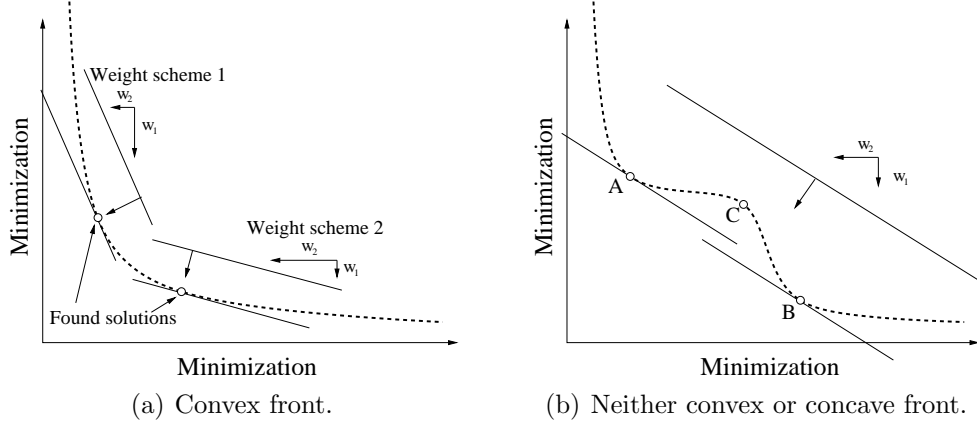 Minimization
Weight scheme 1
w₂
w₁
Weight scheme 2
w₂
w₁
Found solutions
Minimization
(a) Convex front.
Minimization
w₂
w₁
A
C
B
Minimization
(b) Neither convex or concave front.